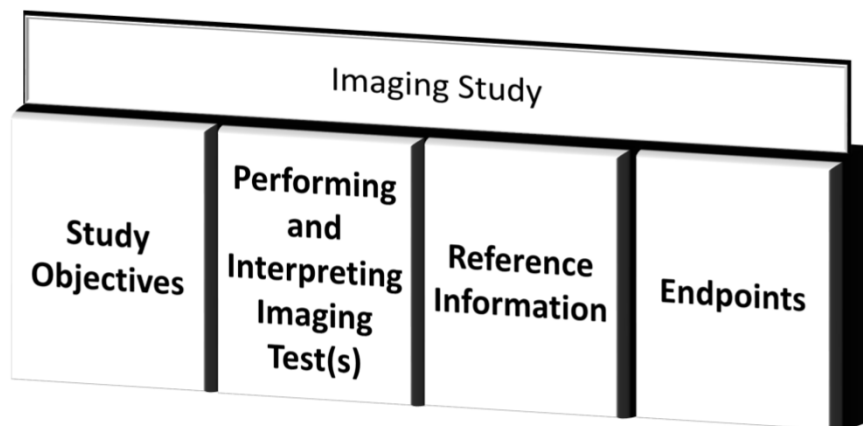 Imaging Study
Study
Objectives
Performing
and
Interpreting
Imaging
Test(s)
Reference
Information
Endpoints